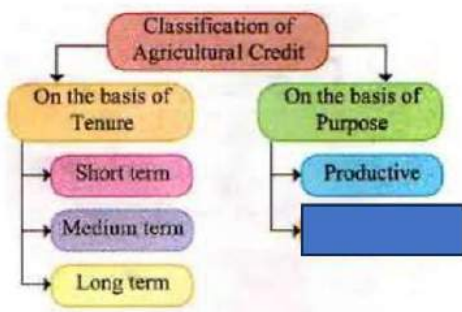 Classification of
Agricultural Credit
On the basis of
Tenure
Short term
Medium term
Long term
On the basis of
Purpose
Productive